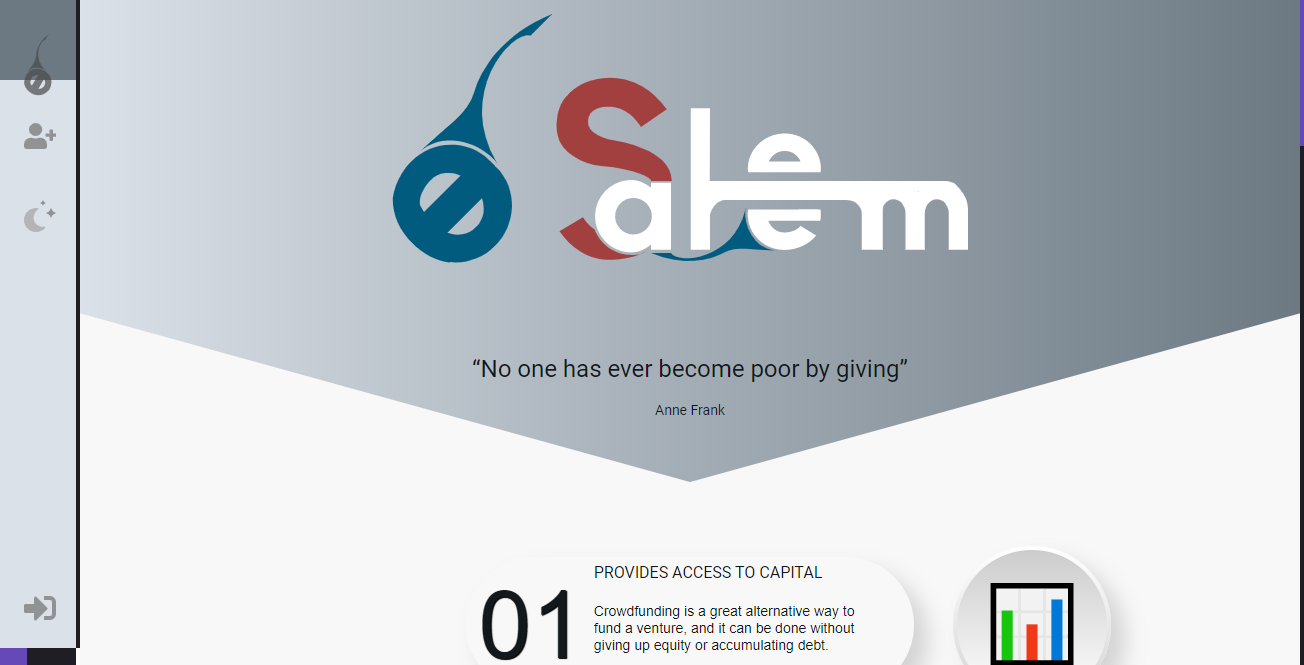 Salem
“No one has ever become poor by giving”
Anne Frank
01
PROVIDES ACCESS TO CAPITAL
Crowdfunding is a great alternative way to
fund a venture, and it can be done without
giving up equity or accumulating debt.